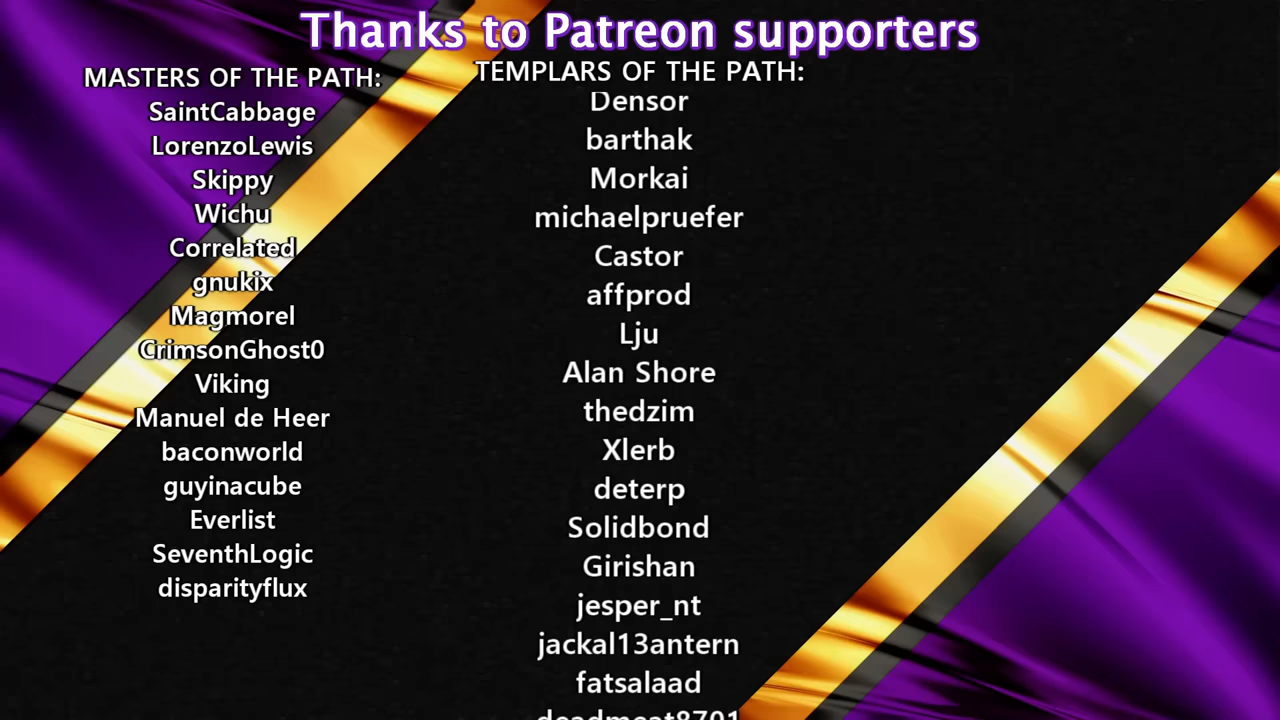 Thanks to Patreon supporters
MASTERS OF THE PATH:
SaintCabbage
LorenzoLewis
Skippy
Wichu
Correlated
gnukix
Magmorel
CrimsonGhost0
Viking
Manuel de Heer
baconworld
guyinacube
Everlist
SeventhLogic
disparityflux
TEMPLARS OF THE PATH:
Densor
barthak
Morkai
michaelpruefer
Castor
affprod
Lju
Alan Shore
thedzim
Xlerb
deterp
Solidbond
Girishan
jesper_nt
jackal13antern
fatsalaad